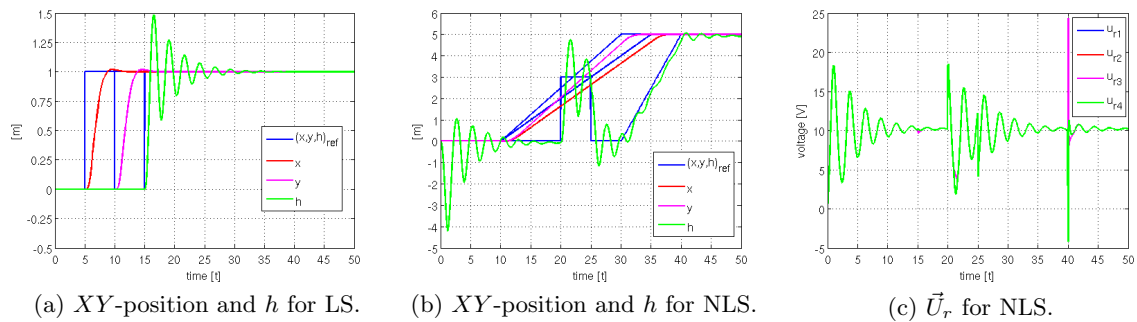 1.5
1.25
1
0.75
0.5
0.25
0
-0.25
-0.5
[m]
0 5 10 15 20 25 30 35 40 45 50
time [t]
(x,y,h)ref
x
y
h
(a) XY-position and h for LS.
6
5
4
3
2
1
0
-1
-2
-3
-4
-5
[m]
0 5 10 15 20 25 30 35 40 45 50
time [t]
(x,y,h)ref
x
y
h
(b) XY-position and h for NLS.
25
20
15
10
5
0
-5
voltage [V]
0 5 10 15 20 25 30 35 40 45 50
time [t]
ur1
ur2
ur3
ur4
(c) U⃗r for NLS.